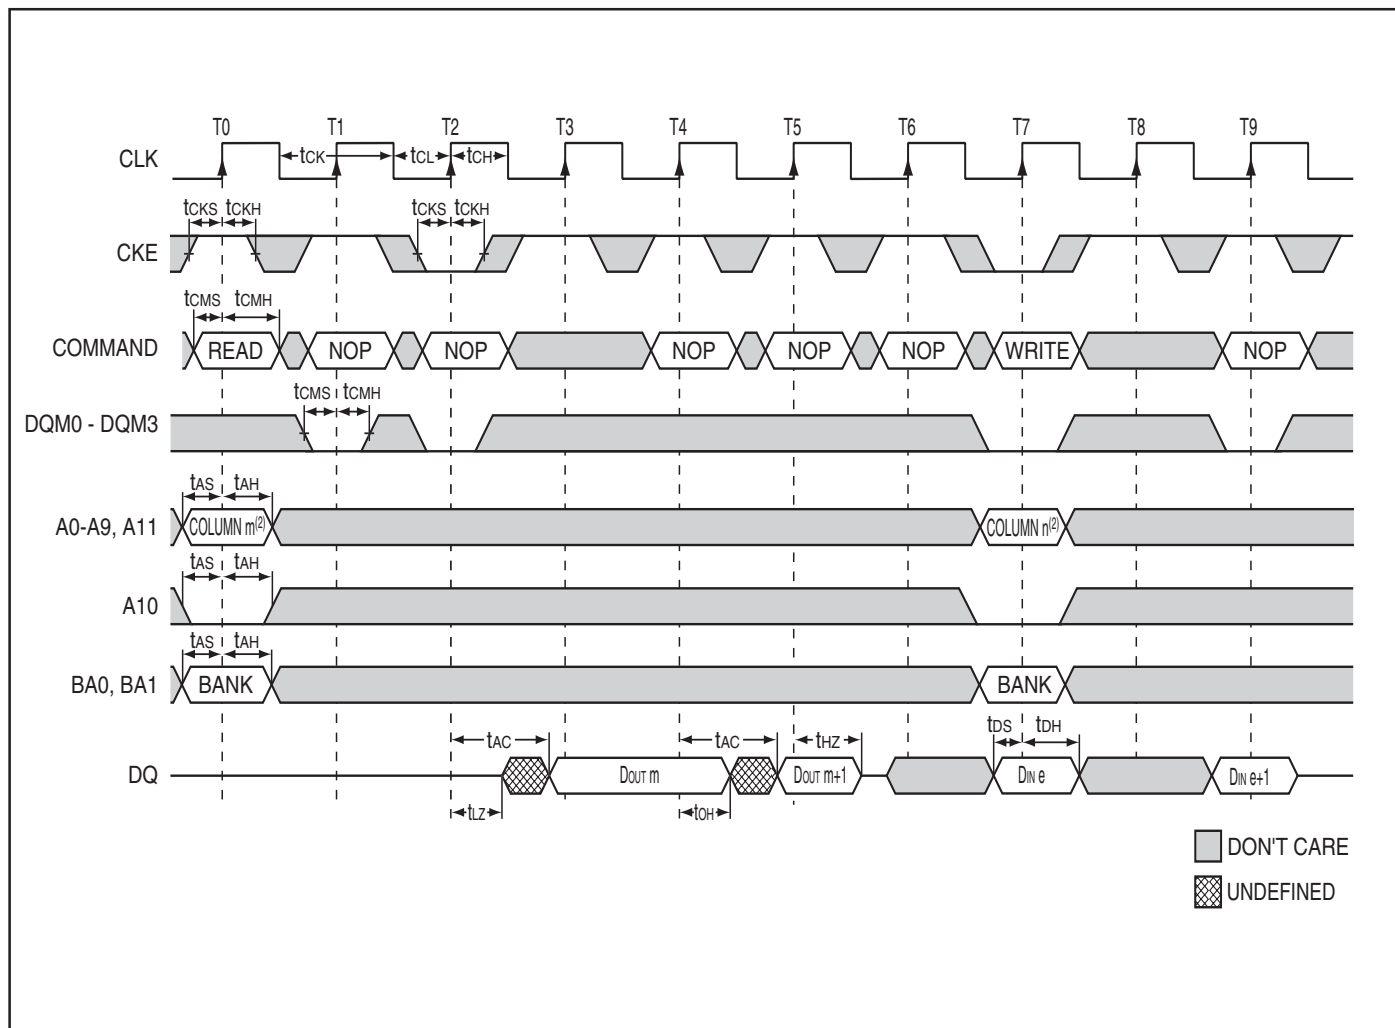 T0 T1 T2 T3 T4 T5 T6 T7 T8 T9
CLK tCK tCL tCH
tCKS tCKH tCKS tCKH
CKE
tCMS tCMH
COMMAND READ NOP NOP NOP NOP NOP WRITE NOP
tCMS tCMH
DQM0 - DQM3
tAS tAH
A0-A9, A11 COLUMN m(2) COLUMN n(2)
tAS tAH
A10
tAS tAH
BA0, BA1 BANK BANK
tAC tAC tHZ tDS tDH
DQ DOUT m DOUT m+1 DIN e DIN e+1
tLZ tOH
DON'T CARE
UNDEFINED